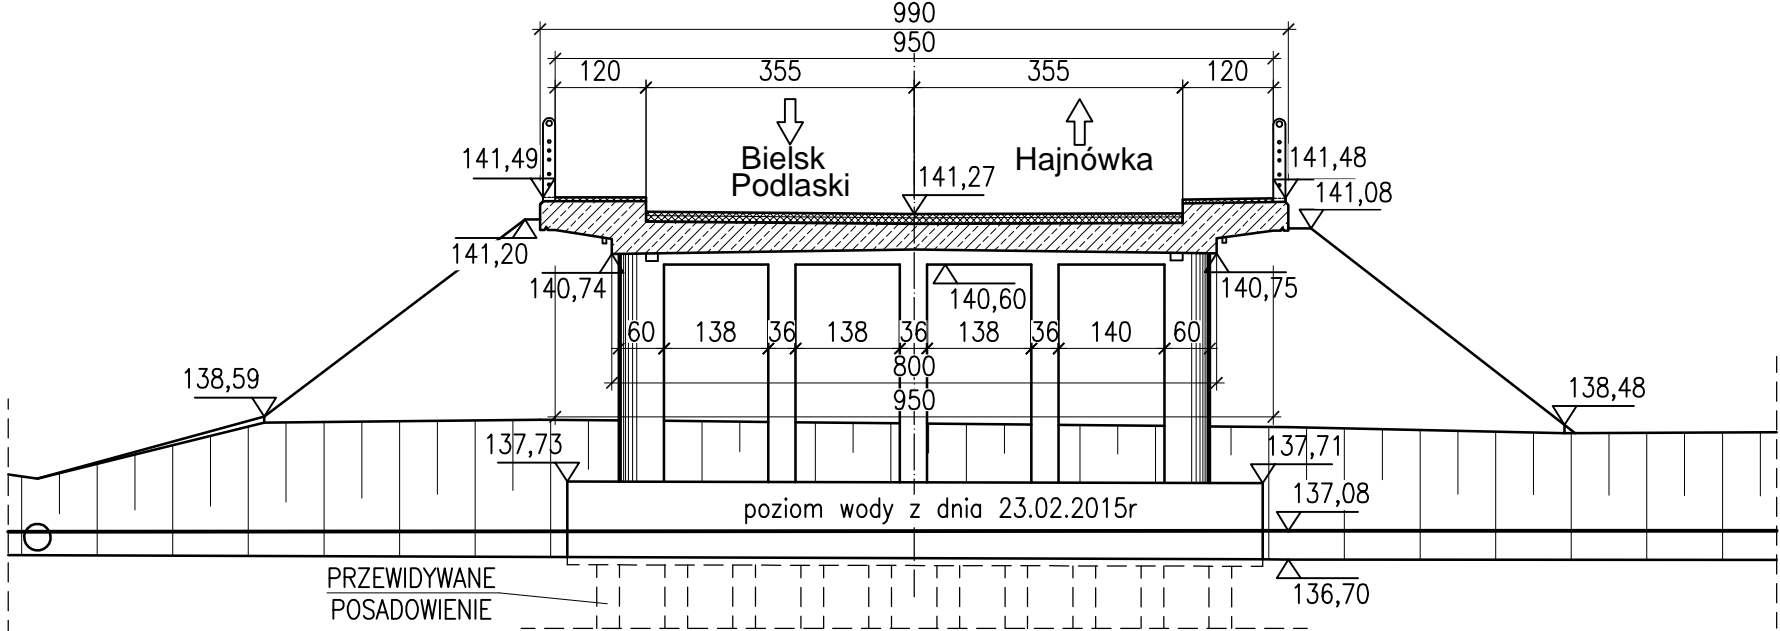 990
950
120 355 355 120
Bielsk
Podlaski
Hajnówka
141,49
141,27
141,48
141,08
141,20
140,74
140,60
140,75
60 138 36 138 36 138 36 140 60
800
950
138,59
138,48
137,73
137,71
poziom wody z dnia 23.02.2015r
137,08
PRZEWIDYWANE
POSADOWIENIE
136,70